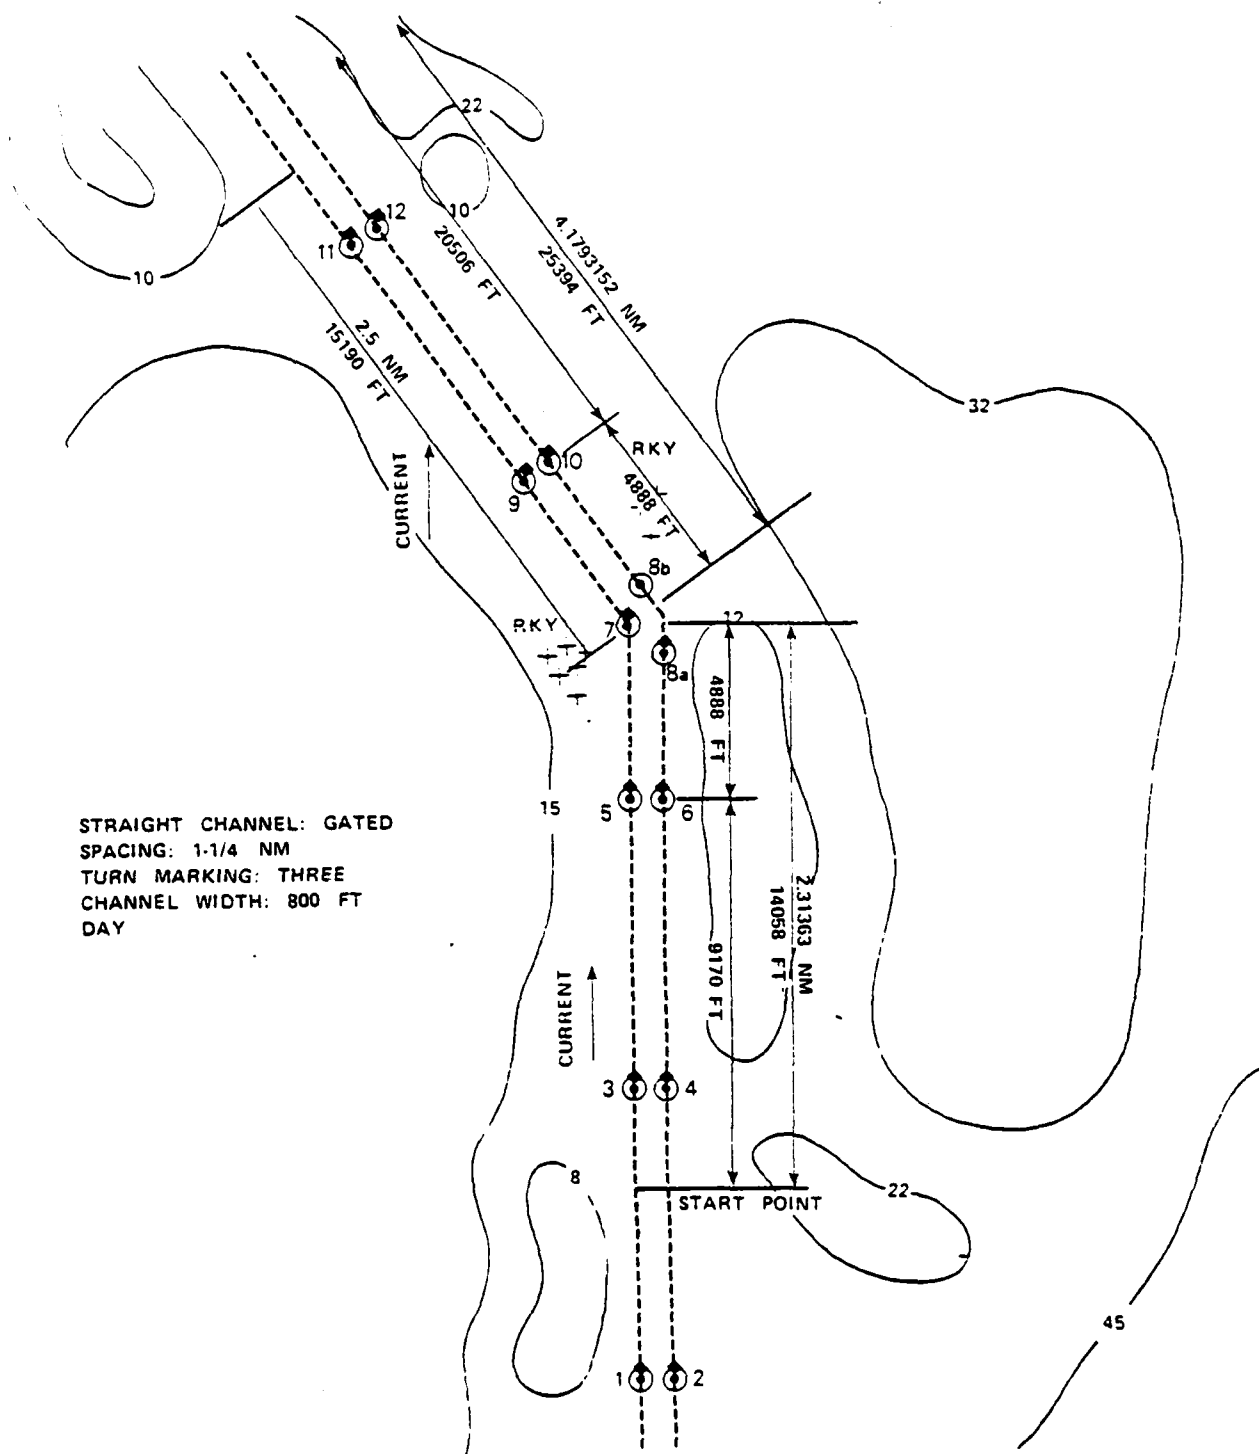 22
12
10
11
10
4.1793152 NM
25394 FT
20506 FT
2.5 NM
15190 FT
32
RKY
10
CURRENT
9
4888 FT
8b
12
RKY
7
8a
4888 FT
15
5
6
STRAIGHT CHANNEL: GATED
SPACING: 1-1/4 NM
TURN MARKING: THREE
CHANNEL WIDTH: 800 FT
DAY
2.31363 NM
14058 FT
9170 FT
CURRENT
3
4
8
22
START POINT
45
1
2